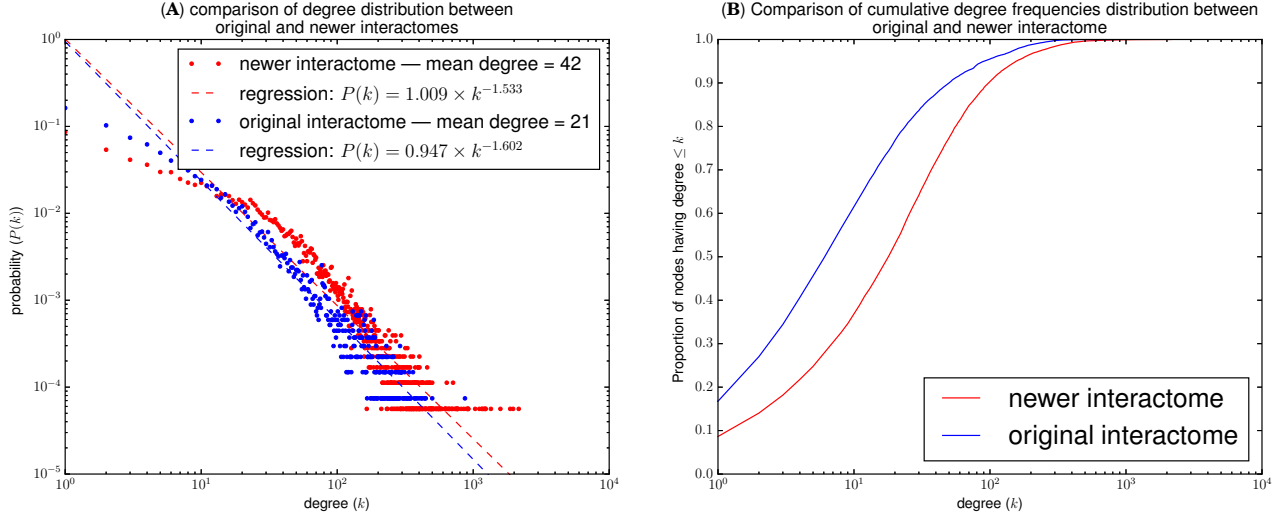 (A) comparison of degree distribution between
original and newer interactomes
newer interactome — mean degree = 42
regression: P(k) = 1.009 × k^{-1.533}
original interactome — mean degree = 21
regression: P(k) = 0.947 × k^{-1.602}
probability (P(k))
10^0
10^{-1}
10^{-2}
10^{-3}
10^{-4}
10^{-5}
10^0 10^1 10^2 10^3 10^4
degree (k)
(B) Comparison of cumulative degree frequencies distribution between
original and newer interactome
Proportion of nodes having degree ≤ k
1.0
0.9
0.8
0.7
0.6
0.5
0.4
0.3
0.2
0.1
0.0
newer interactome
original interactome
10^0 10^1 10^2 10^3 10^4
degree (k)